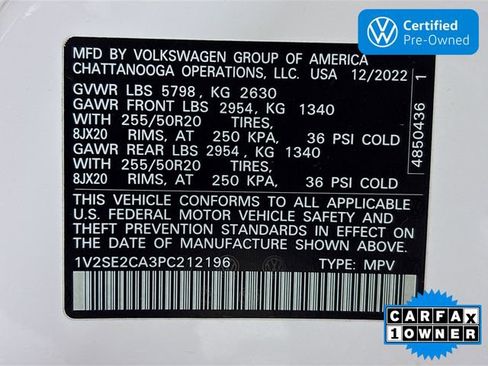 Certified
Pre-Owned
MFD BY VOLKSWAGEN GROUP OF AMERICA
CHATTANOOGA OPERATIONS, LLC. USA 12/2022
GVWR LBS 5798, KG 2630
GAWR FRONT LBS 2954, KG 1340
WITH 255/50R20 TIRES,
8JX20 RIMS, AT 250 KPA, 36 PSI COLD
GAWR REAR LBS 2954, KG 1340
WITH 255/50R20 TIRES,
8JX20 RIMS, AT 250 KPA, 36 PSI COLD
THIS VEHICLE CONFORMS TO ALL APPLICABLE
U.S. FEDERAL MOTOR VEHICLE SAFETY AND
THEFT PREVENTION STANDARDS IN EFFECT ON THE
DATE OF MANUFACTURE SHOWN ABOVE.
1V2SE2CA3PC212196 TYPE: MPV
4850436 1
CARFAX
1 OWNER